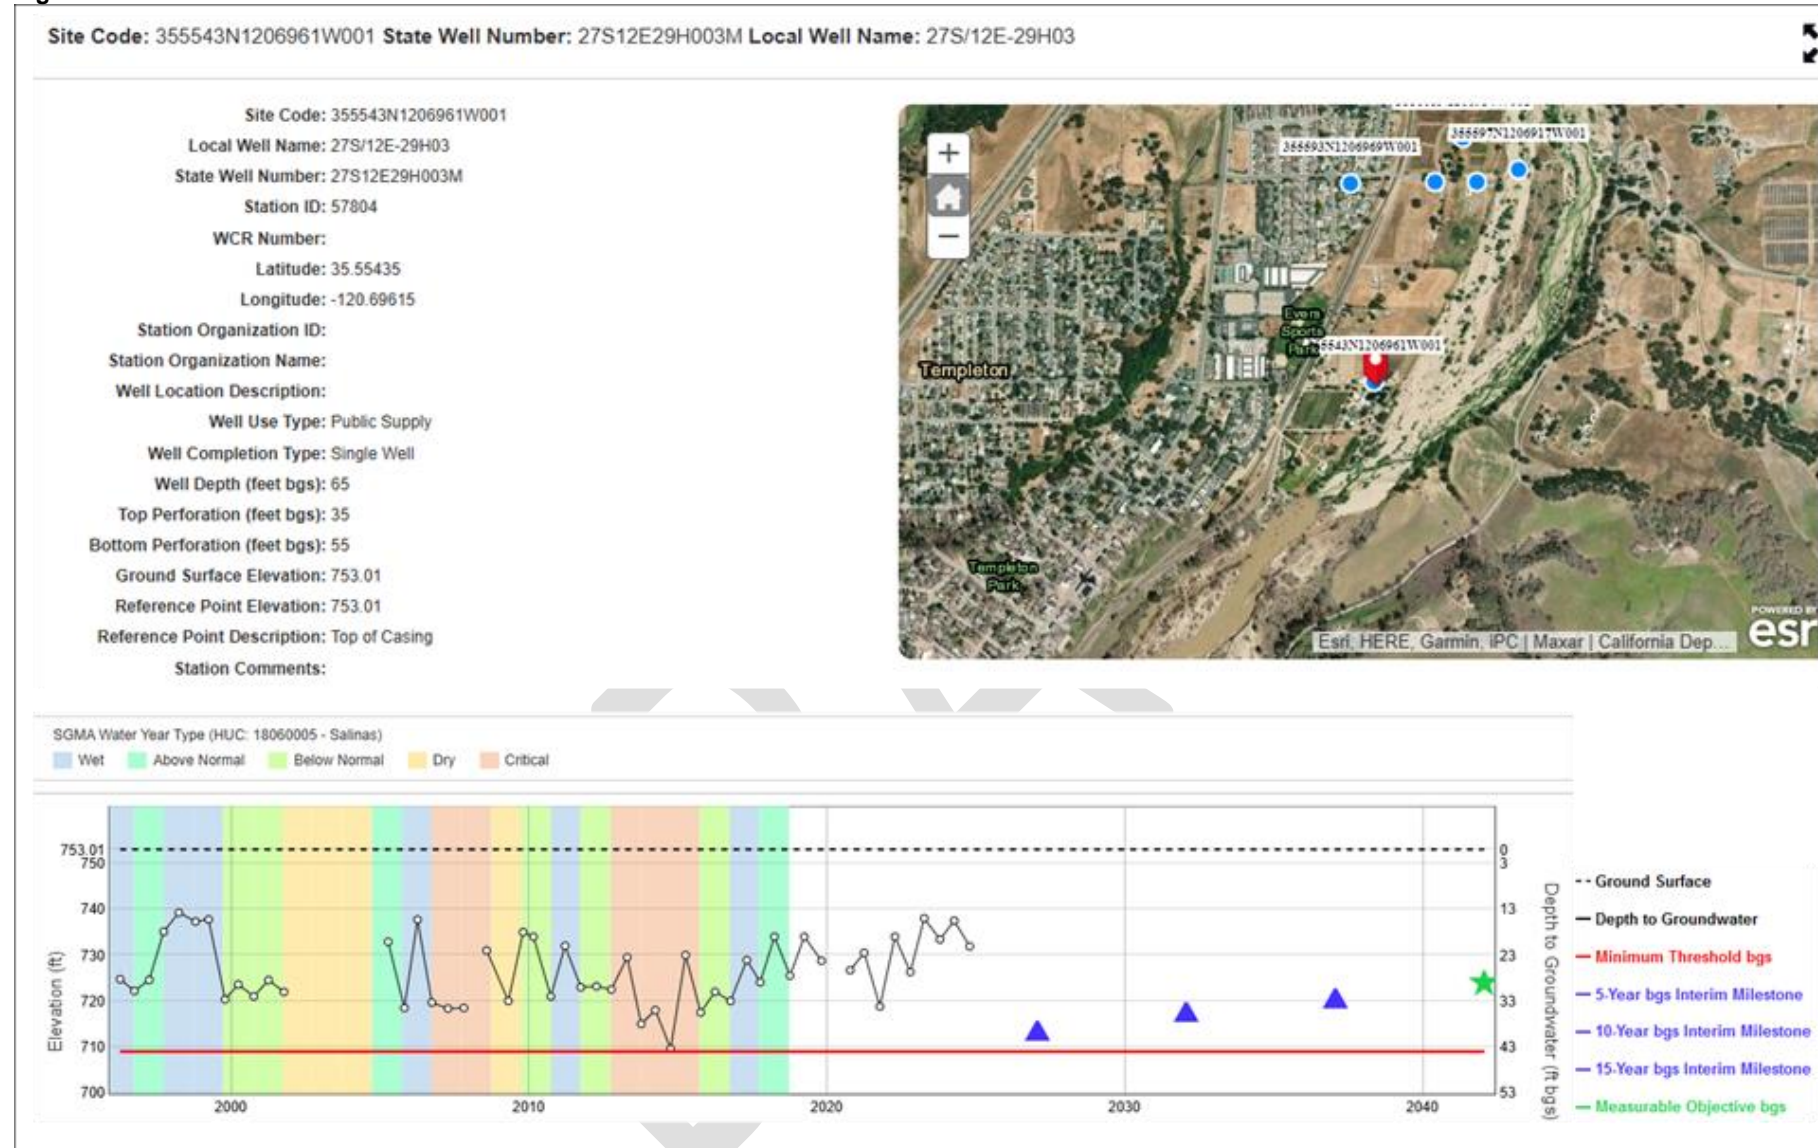 Site Code: 355543N1206961W001 State Well Number: 27S12E29H003M Local Well Name: 27S/12E-29H03
Site Code: 355543N1206961W001
Local Well Name: 27S/12E-29H03
State Well Number: 27S12E29H003M
Station ID: 57804
WCR Number:
Latitude: 35.55435
Longitude: -120.69615
Station Organization ID:
Station Organization Name:
Well Location Description:
Well Use Type: Public Supply
Well Completion Type: Single Well
Well Depth (feet bgs): 65
Top Perforation (feet bgs): 35
Bottom Perforation (feet bgs): 55
Ground Surface Elevation: 753.01
Reference Point Elevation: 753.01
Reference Point Description: Top of Casing
Station Comments:
355597N1206917W001
355593N1206969W001
Evers
Sports
Park
55543N1206961W001
Templeton
Templeton
Park
POWERED BY
esr
Esri, HERE, Garmin, iPC | Maxar | California Dep...
SGMA Water Year Type (HUC: 18060005 - Salinas)
Wet Above Normal Below Normal Dry Critical
Elevation (ft)
753.01
750
740
730
720
710
700
2000 2010 2020 2030 2040
0
3
13
23
33
43
53
Depth to Groundwater (ft bgs)
Ground Surface
Depth to Groundwater
Minimum Threshold bgs
5-Year bgs Interim Milestone
10-Year bgs Interim Milestone
15-Year bgs Interim Milestone
Measurable Objective bgs